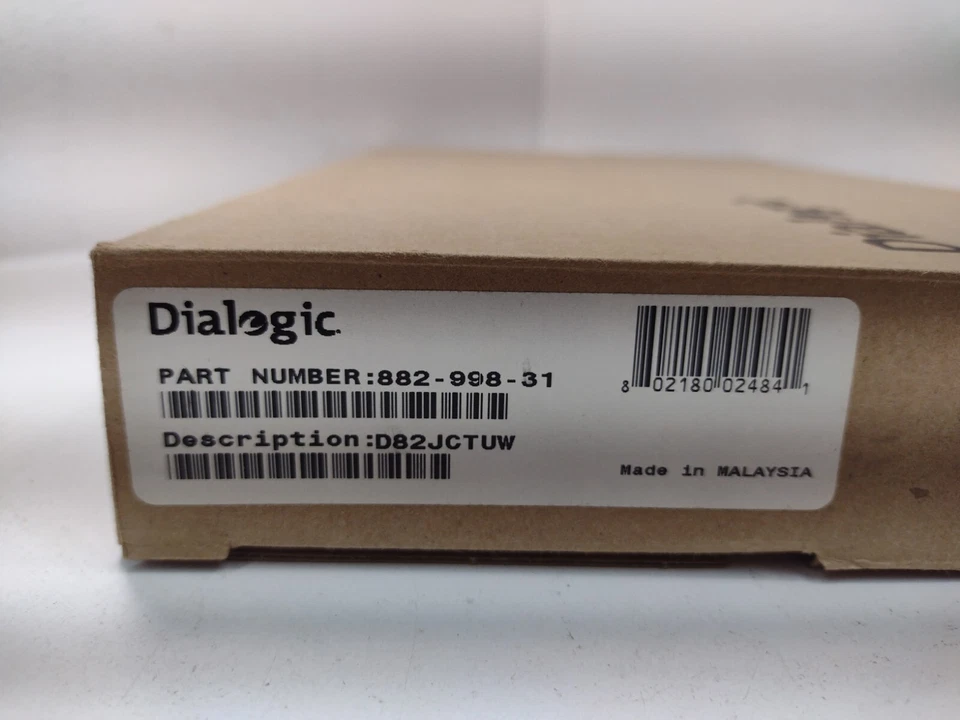 Dialogic.
PART NUMBER:882-998-31
8 02180 02484 1
Description:D82JCTUW
Made in MALAYSIA